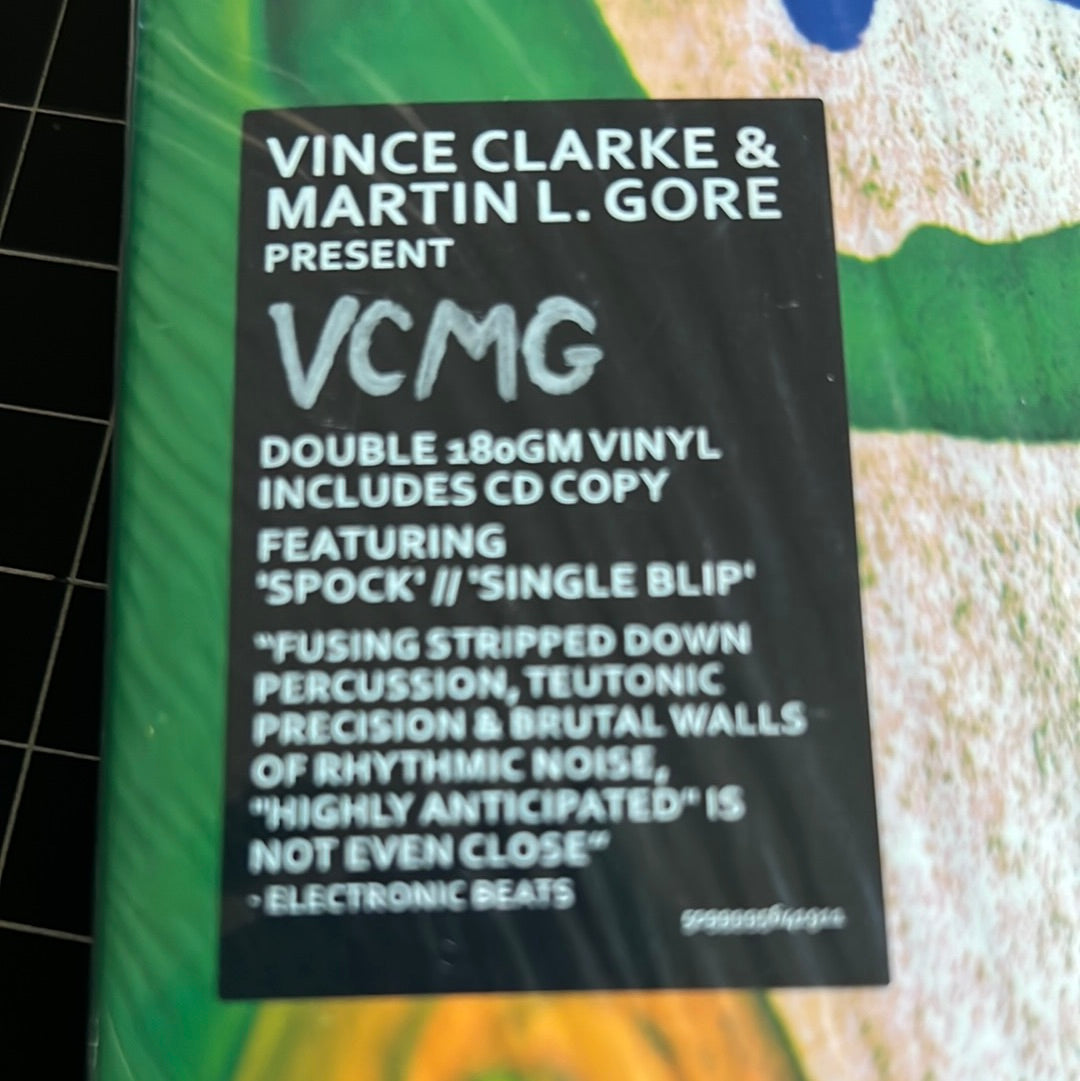 VINCE CLARKE &
MARTIN L. GORE
PRESENT
VCMG
DOUBLE 180GM VINYL
INCLUDES CD COPY
FEATURING
'SPOCK' // 'SINGLE BLIP'
"FUSING STRIPPED DOWN
PERCUSSION, TEUTONIC
PRECISION & BRUTAL WALLS
OF RHYTHMIC NOISE,
"HIGHLY ANTICIPATED" IS
NOT EVEN CLOSE"
- ELECTRONIC BEATS